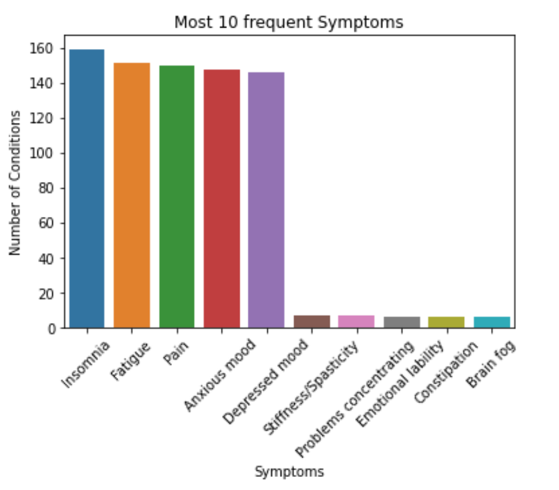 Most 10 frequent Symptoms
Number of Conditions
160
140
120
100
80
60
40
20
0
Insomnia
Fatigue
Pain
Anxious mood
Depressed mood
Stiffness/Spasticity
Problems concentrating
Emotional lability
Constipation
Brain fog
Symptoms